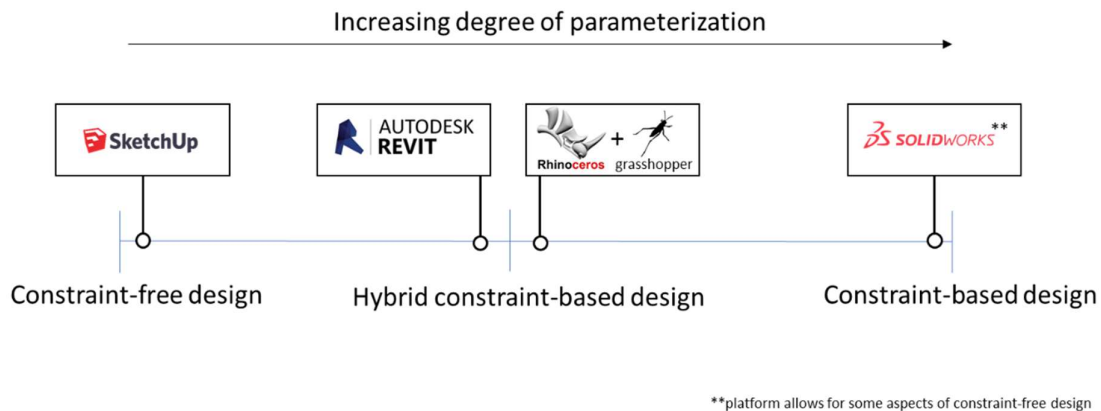 Increasing degree of parameterization
SketchUp
AUTODESK
REVIT
+
Rhinoceros grasshopper
SOLIDWORKS**
Constraint-free design
Hybrid constraint-based design
Constraint-based design
**platform allows for some aspects of constraint-free design